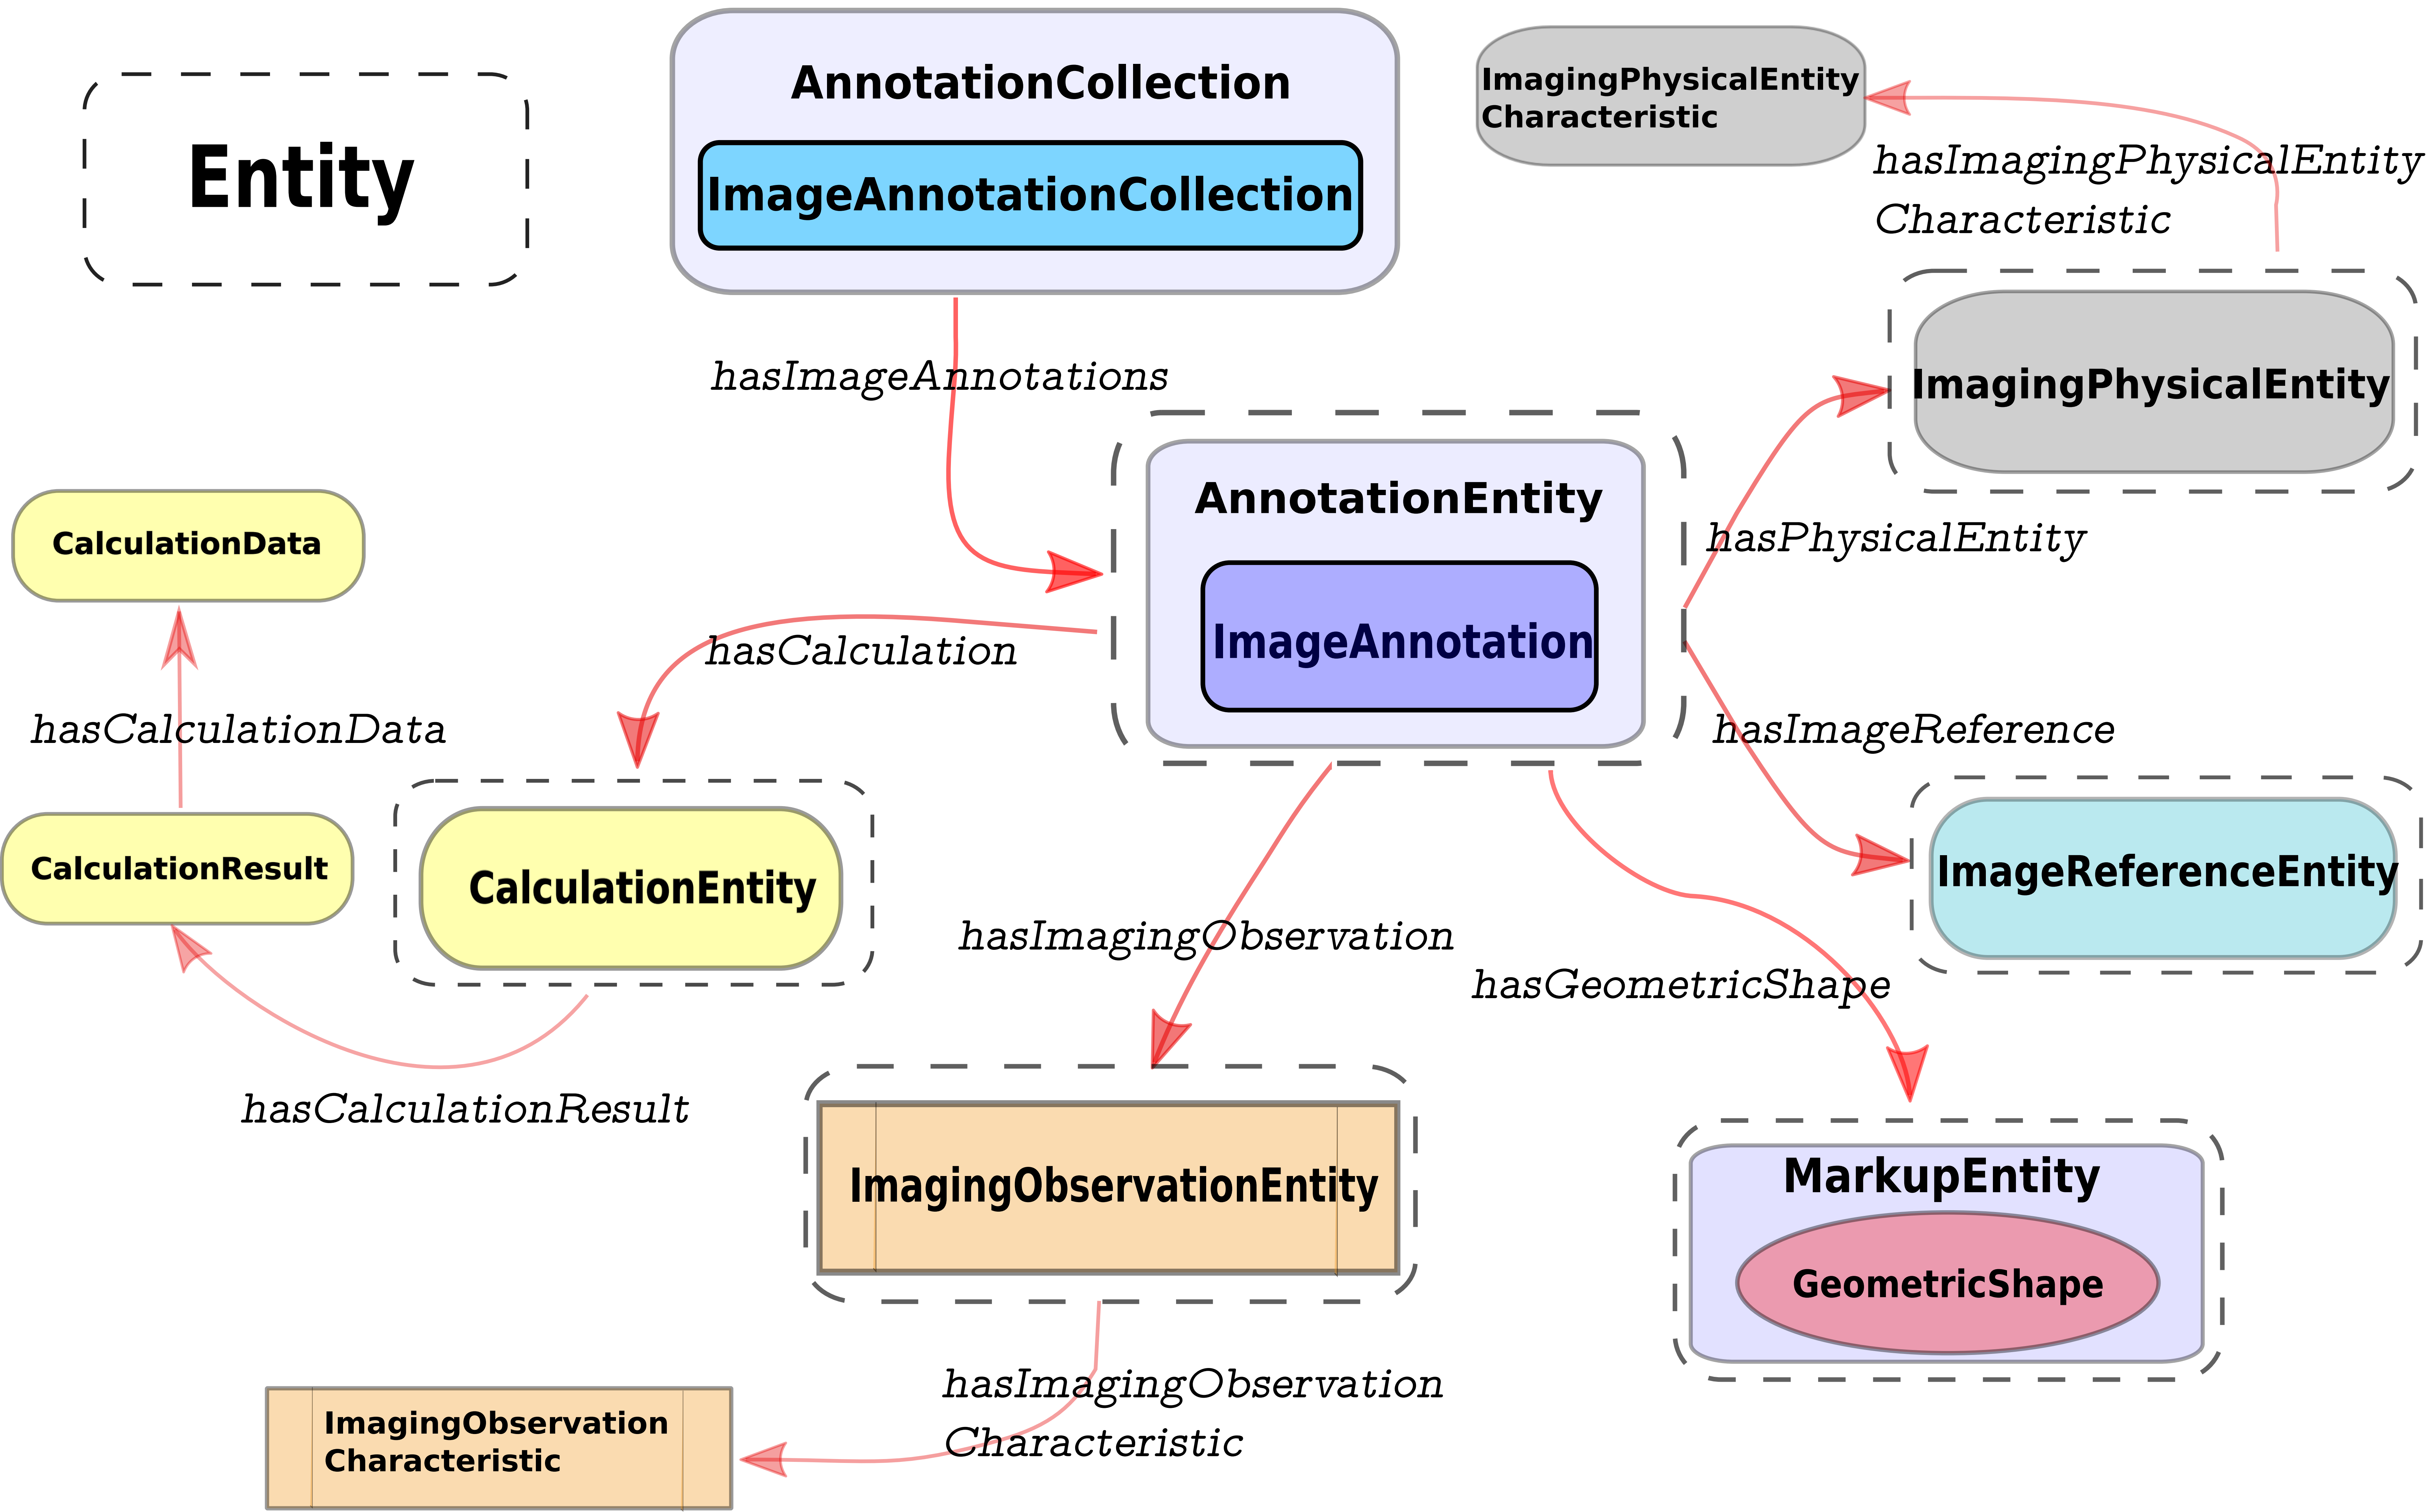 AnnotationCollection
ImagingPhysicalEntity
Characteristic
Entity
ImageAnnotationCollection
hasImagingPhysicalEntity
Characteristic
hasImageAnnotations
ImagingPhysicalEntity
AnnotationEntity
hasPhysicalEntity
CalculationData
ImageAnnotation
hasCalculation
hasCalculationData
hasImageReference
CalculationResult
CalculationEntity
ImageReferenceEntity
hasImagingObservation
hasGeometricShape
hasCalculationResult
ImagingObservationEntity
MarkupEntity
GeometricShape
hasImagingObservation
Characteristic
ImagingObservation
Characteristic